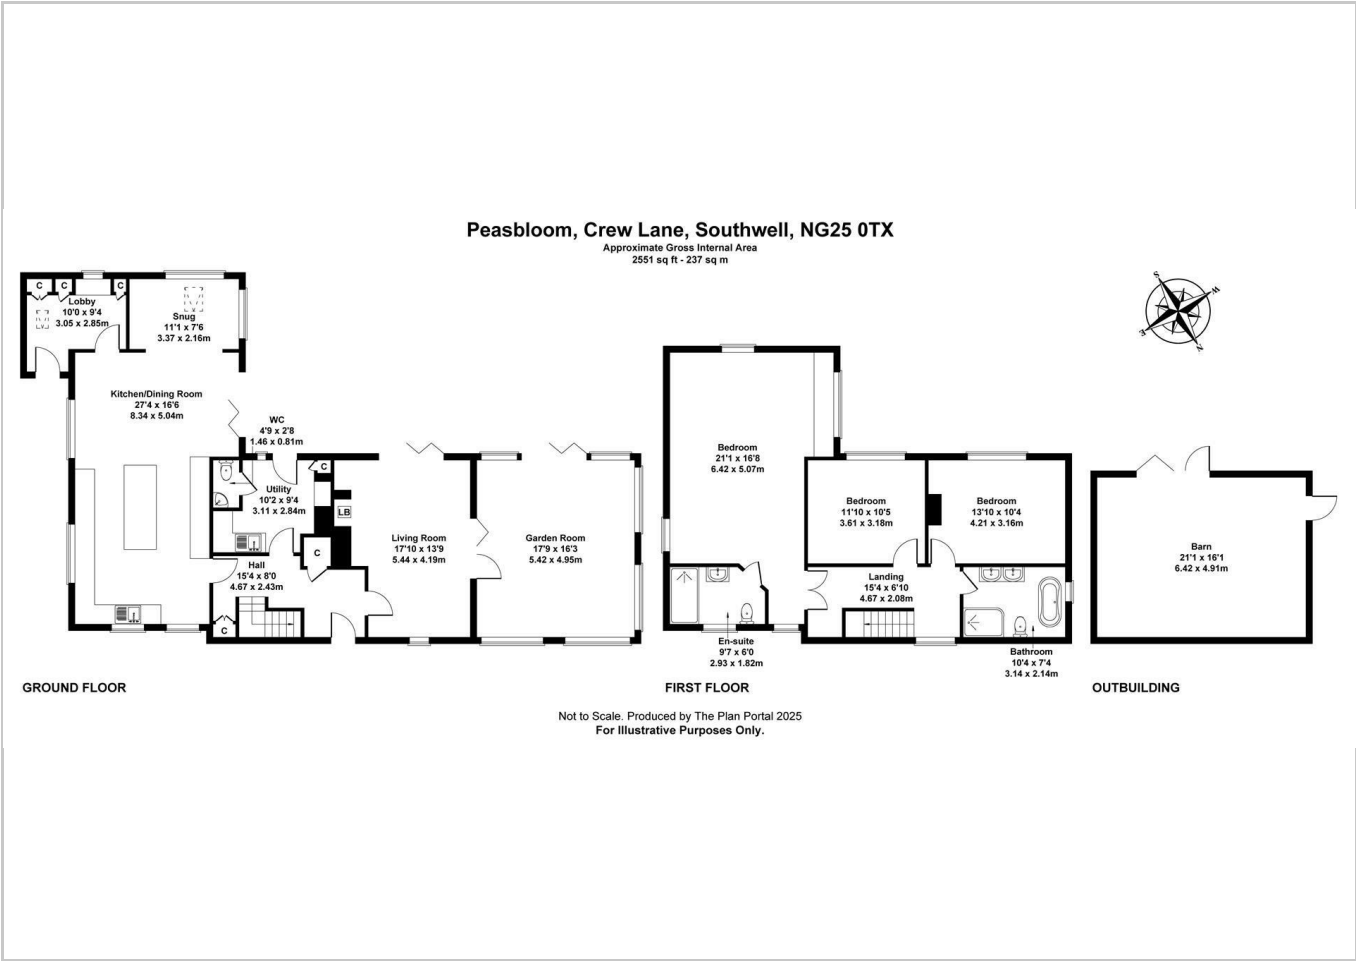 Peasbloom, Crew Lane, Southwell, NG25 0TX
Approximate Gross Internal Area
2551 sq ft - 237 sq m
C
C
C
Lobby
10'0 x 9'4
3.05 x 2.85m
Snug
11'1 x 7'6
3.37 x 2.16m
Kitchen/Dining Room
27'4 x 16'6
8.34 x 5.04m
WC
4'9 x 2'8
1.46 x 0.81m
C
Utility
10'2 x 9'4
3.11 x 2.84m
LB
C
Hall
15'4 x 8'0
4.67 x 2.43m
C
Living Room
17'10 x 13'9
5.44 x 4.19m
Garden Room
17'9 x 16'3
5.42 x 4.95m
GROUND FLOOR
Bedroom
21'1 x 16'8
6.42 x 5.07m
Bedroom
11'10 x 10'5
3.61 x 3.18m
Bedroom
13'10 x 10'4
4.21 x 3.16m
Landing
15'4 x 6'10
4.67 x 2.08m
En-suite
9'7 x 6'0
2.93 x 1.82m
Bathroom
10'4 x 7'4
3.14 x 2.14m
FIRST FLOOR
S
W
E
N
Barn
21'1 x 16'1
6.42 x 4.91m
OUTBUILDING
Not to Scale. Produced by The Plan Portal 2025
For Illustrative Purposes Only.